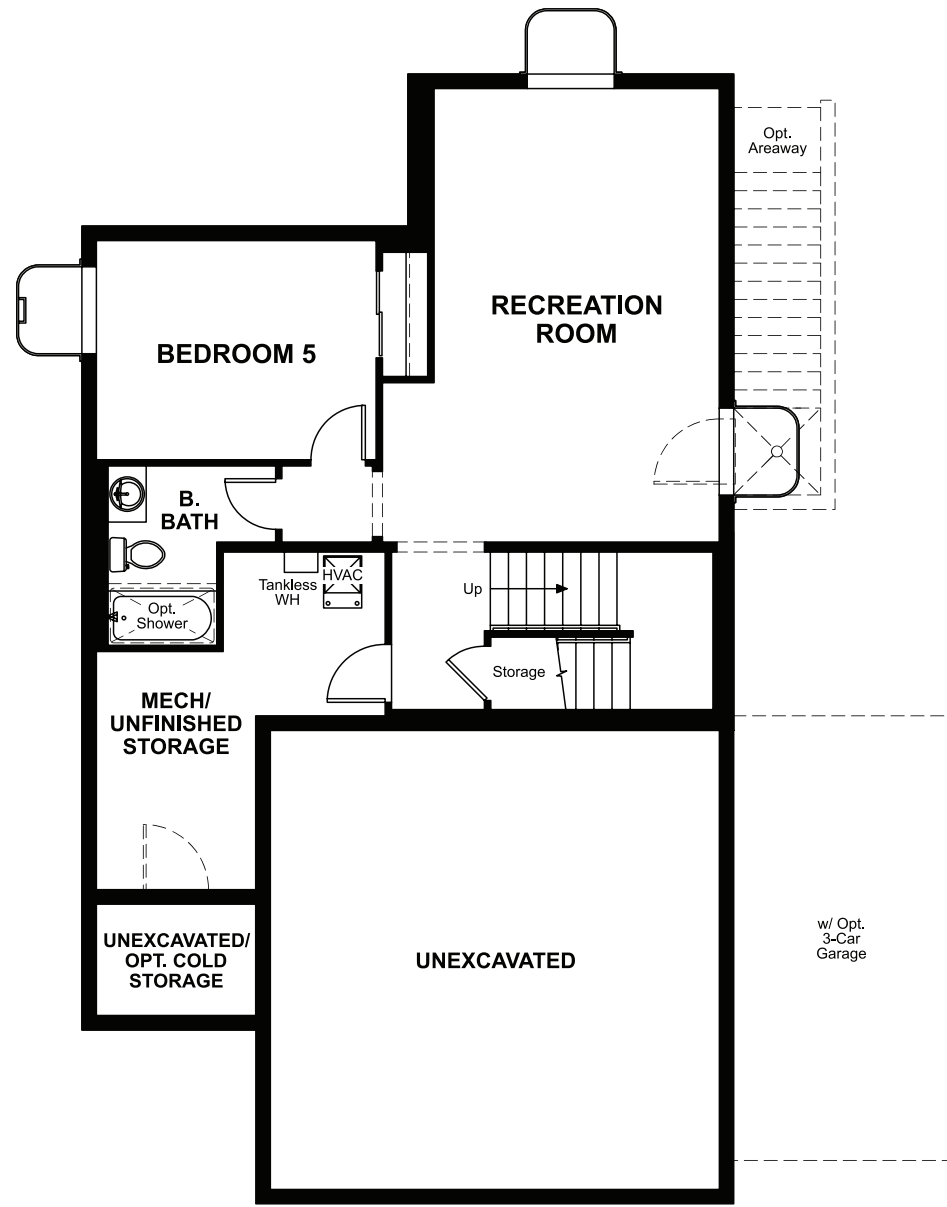 Opt.
Areaway
RECREATION
ROOM
BEDROOM 5
B.
BATH
Tankless
WH
HVAC
Up
Opt.
Shower
Storage
MECH/
UNFINISHED
STORAGE
UNEXCAVATED/
OPT. COLD
STORAGE
UNEXCAVATED
w/ Opt.
3-Car
Garage